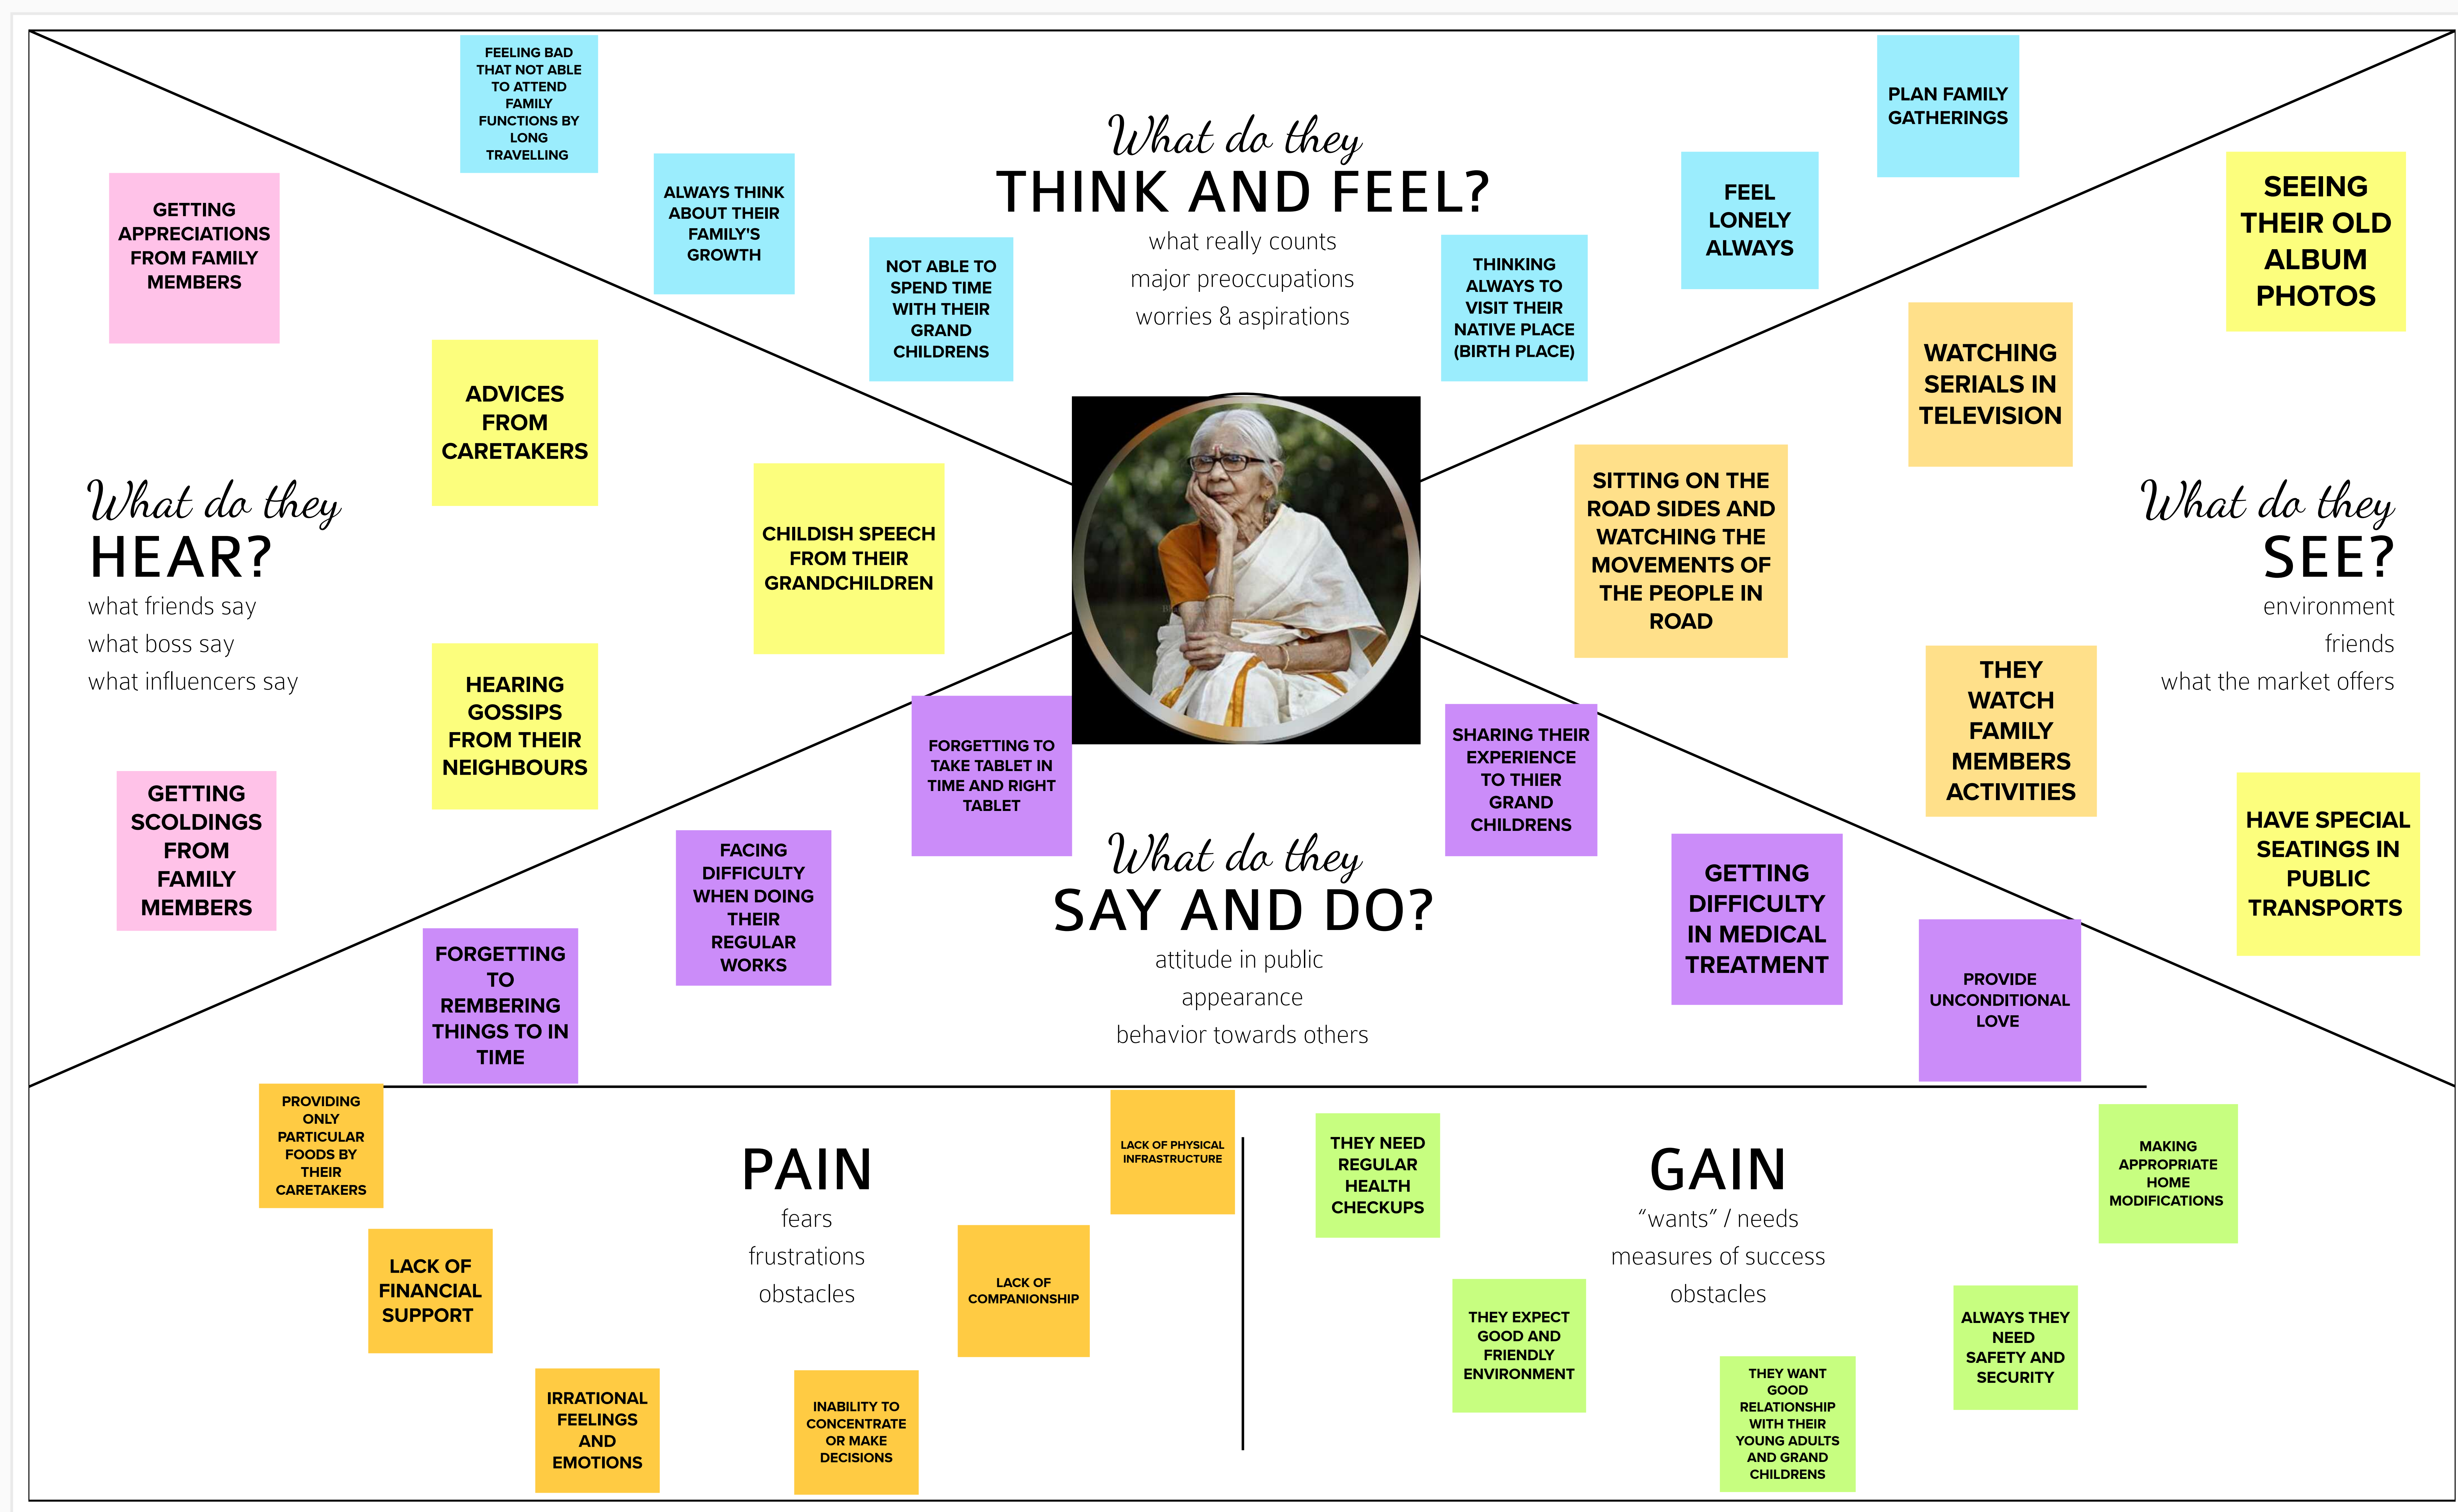 What do they
THINK AND FEEL?
what really counts
major preoccupations
worries & aspirations
FEELING BAD
THAT NOT ABLE
TO ATTEND
FAMILY
FUNCTIONS BY
LONG
TRAVELLING
ALWAYS THINK
ABOUT THEIR
FAMILY'S
GROWTH
NOT ABLE TO
SPEND TIME
WITH THEIR
GRAND
CHILDRENS
THINKING
ALWAYS TO
VISIT THEIR
NATIVE PLACE
(BIRTH PLACE)
FEEL
LONELY
ALWAYS
PLAN FAMILY
GATHERINGS
What do they
HEAR?
what friends say
what boss say
what influencers say
GETTING
APPRECIATIONS
FROM FAMILY
MEMBERS
ADVICES
FROM
CARETAKERS
CHILDISH SPEECH
FROM THEIR
GRANDCHILDREN
HEARING
GOSSIPS
FROM THEIR
NEIGHBOURS
GETTING
SCOLDINGS
FROM
FAMILY
MEMBERS
What do they
SEE?
environment
friends
what the market offers
SEEING
THEIR OLD
ALBUM
PHOTOS
WATCHING
SERIALS IN
TELEVISION
SITTING ON THE
ROAD SIDES AND
WATCHING THE
MOVEMENTS OF
THE PEOPLE IN
ROAD
THEY
WATCH
FAMILY
MEMBERS
ACTIVITIES
HAVE SPECIAL
SEATINGS IN
PUBLIC
TRANSPORTS
What do they
SAY AND DO?
attitude in public
appearance
behavior towards others
FORGETTING TO
TAKE TABLET IN
TIME AND RIGHT
TABLET
FACING
DIFFICULTY
WHEN DOING
THEIR
REGULAR
WORKS
FORGETTING
TO
REMBERING
THINGS TO IN
TIME
SHARING THEIR
EXPERIENCE
TO THIER
GRAND
CHILDRENS
GETTING
DIFFICULTY
IN MEDICAL
TREATMENT
PROVIDE
UNCONDITIONAL
LOVE
PAIN
fears
frustrations
obstacles
PROVIDING
ONLY
PARTICULAR
FOODS BY
THEIR
CARETAKERS
LACK OF
FINANCIAL
SUPPORT
IRRATIONAL
FEELINGS
AND
EMOTIONS
INABILITY TO
CONCENTRATE
OR MAKE
DECISIONS
LACK OF
COMPANIONSHIP
LACK OF PHYSICAL
INFRASTRUCTURE
GAIN
“wants” / needs
measures of success
obstacles
THEY NEED
REGULAR
HEALTH
CHECKUPS
THEY EXPECT
GOOD AND
FRIENDLY
ENVIRONMENT
THEY WANT
GOOD
RELATIONSHIP
WITH THEIR
YOUNG ADULTS
AND GRAND
CHILDRENS
ALWAYS THEY
NEED
SAFETY AND
SECURITY
MAKING
APPROPRIATE
HOME
MODIFICATIONS